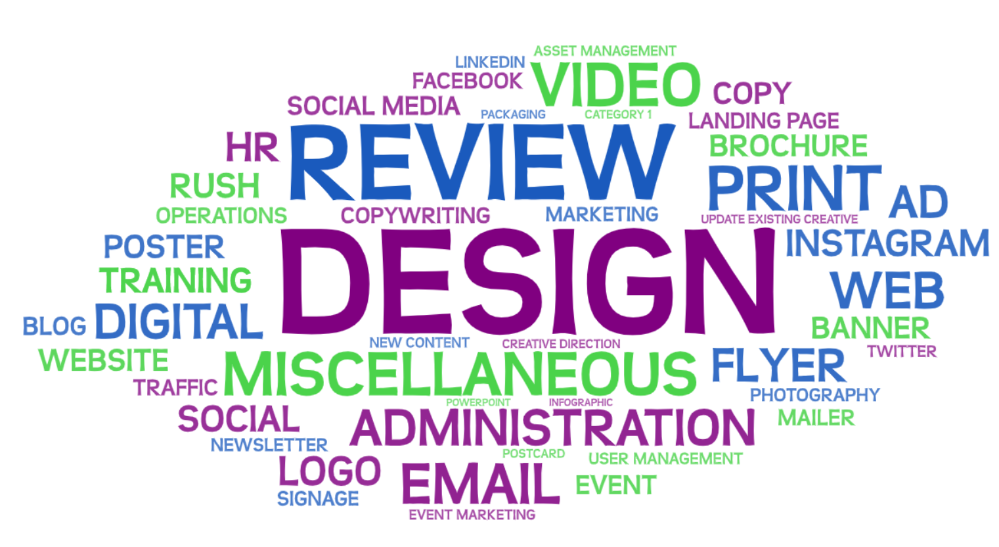 ASSET MANAGEMENT
LINKEDIN
VIDEO
FACEBOOK
COPY
SOCIAL MEDIA
PACKAGING
CATEGORY 1
LANDING PAGE
HR
REVIEW
BROCHURE
RUSH
PRINT
AD
OPERATIONS
COPYWRITING
MARKETING
UPDATE EXISTING CREATIVE
POSTER
DESIGN
INSTAGRAM
TRAINING
WEB
BLOG
DIGITAL
BANNER
NEW CONTENT
CREATIVE DIRECTION
TWITTER
WEBSITE
MISCELLANEOUS
FLYER
TRAFFIC
PHOTOGRAPHY
POWERPOINT
INFOGRAPHIC
SOCIAL
ADMINISTRATION
MAILER
NEWSLETTER
POSTCARD
USER MANAGEMENT
LOGO
EMAIL
EVENT
SIGNAGE
EVENT MARKETING